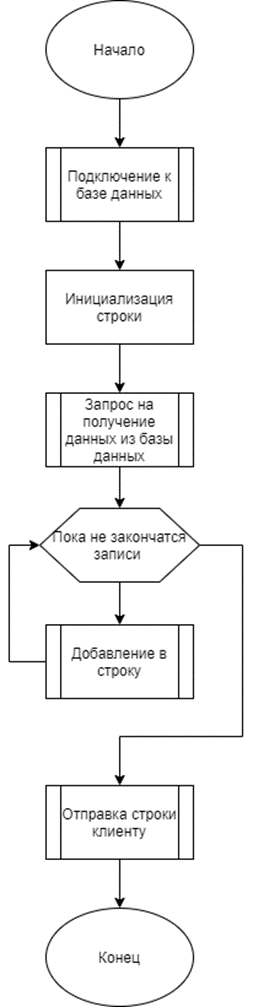 Начало
Подключение к
базе данных
Инициализация
строки
Запрос на
получение
данных из базы
данных
Пока не закончатся
записи
Добавление в
строку
Отправка строки
клиенту
Конец